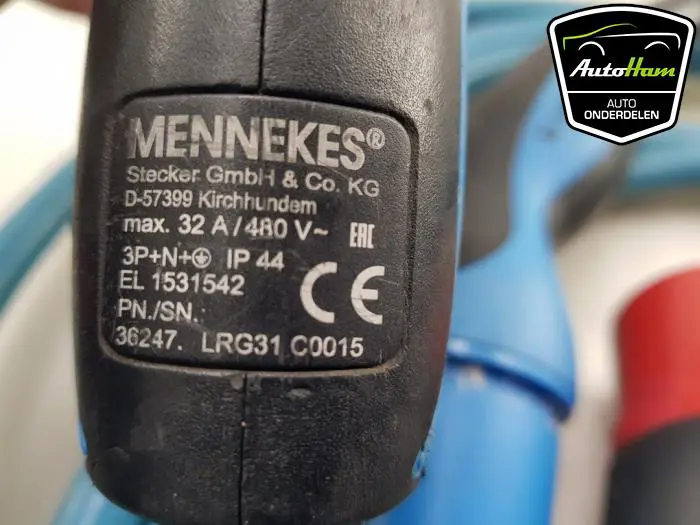 MENNEKES®
Stecker GmbH & Co. KG
D-57399 Kirchhundem
max. 32 A / 480 V~ EAC
3P+N+⏚ IP 44
EL 1531542
CE
PN./SN.:
36247. LRG31 C0015
AutoHam
AUTO
ONDERDELEN